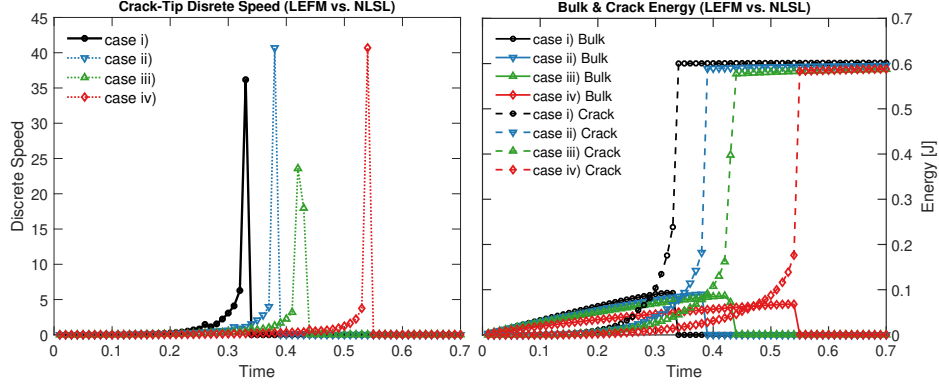 Crack-Tip Disrete Speed (LEFM vs. NLSL)
45
40
35
30
25
20
15
10
5
0
Discrete Speed
case i)
case ii)
case iii)
case iv)
0 0.1 0.2 0.3 0.4 0.5 0.6 0.7
Time
Bulk & Crack Energy (LEFM vs. NLSL)
case i) Bulk
case ii) Bulk
case iii) Bulk
case iv) Bulk
case i) Crack
case ii) Crack
case iii) Crack
case iv) Crack
0.7
0.6
0.5
0.4
0.3
0.2
0.1
0
Energy [J]
0 0.1 0.2 0.3 0.4 0.5 0.6 0.7
Time